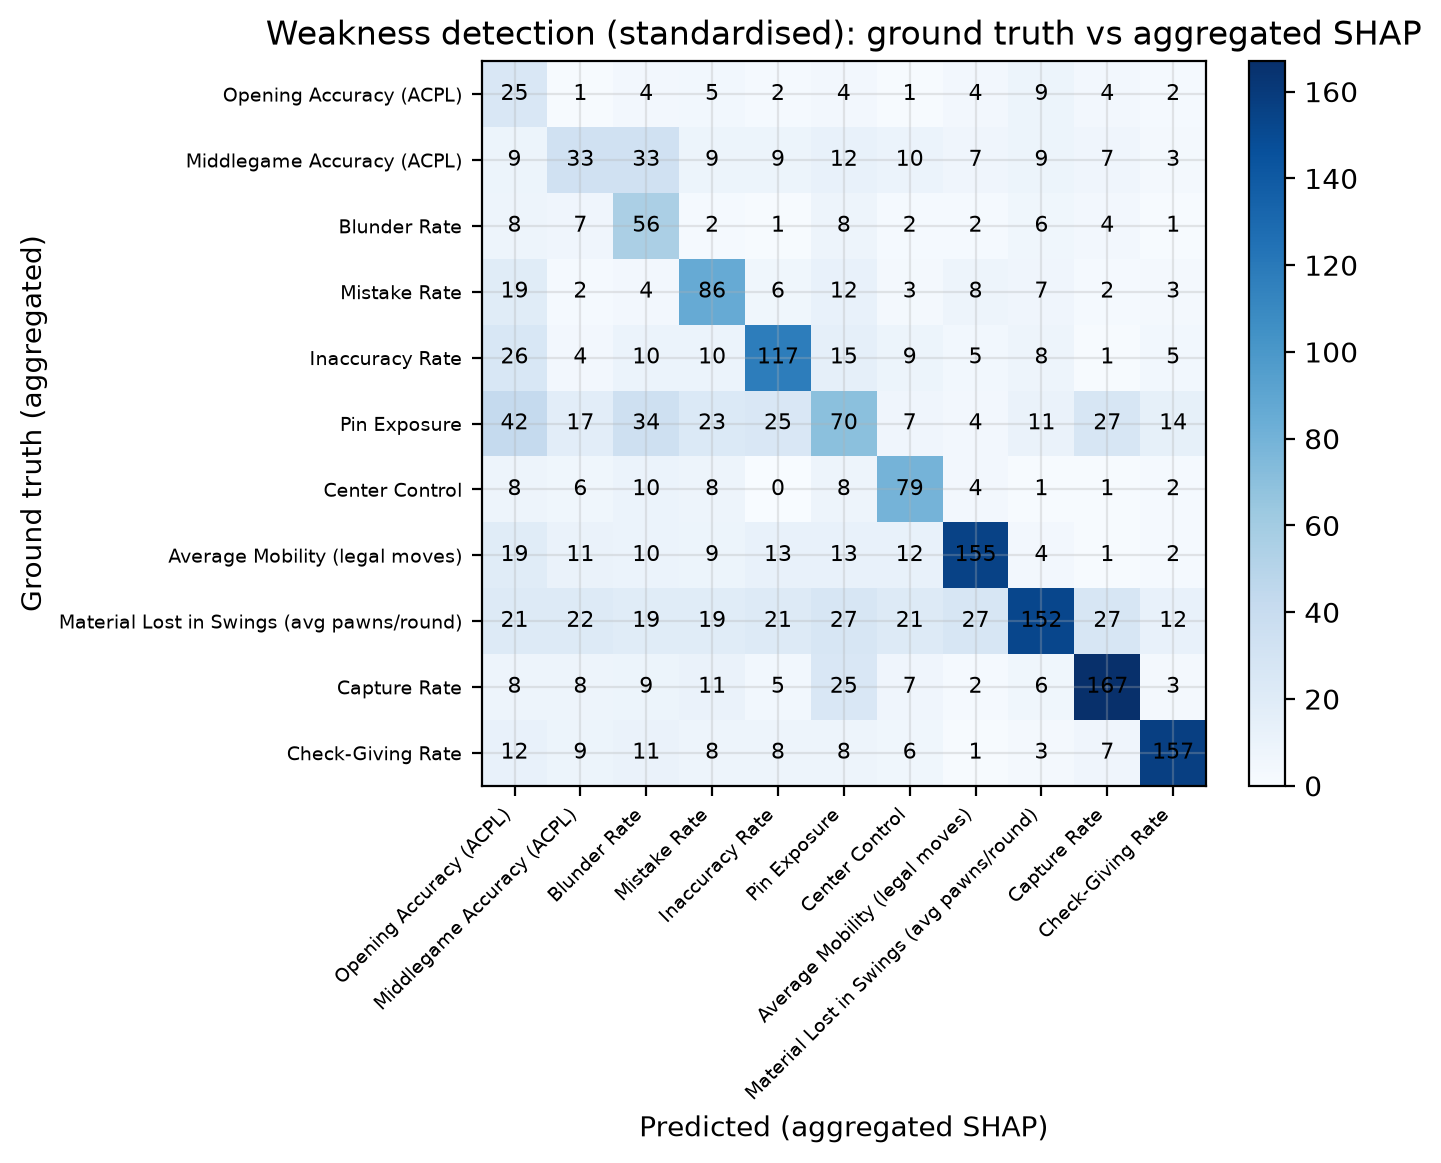 Weakness detection (standardised): ground truth vs aggregated SHAP
Ground truth (aggregated)
Opening Accuracy (ACPL) 25 1 4 5 2 4 1 4 9 4 2
Middlegame Accuracy (ACPL) 9 33 33 9 9 12 10 7 9 7 3
Blunder Rate 8 7 56 2 1 8 2 2 6 4 1
Mistake Rate 19 2 4 86 6 12 3 8 7 2 3
Inaccuracy Rate 26 4 10 10 117 15 9 5 8 1 5
Pin Exposure 42 17 34 23 25 70 7 4 11 27 14
Center Control 8 6 10 8 0 8 79 4 1 1 2
Average Mobility (legal moves) 19 11 10 9 13 13 12 155 4 1 2
Material Lost in Swings (avg pawns/round) 21 22 19 19 21 27 21 27 152 27 12
Capture Rate 8 8 9 11 5 25 7 2 6 167 3
Check-Giving Rate 12 9 11 8 8 8 6 1 3 7 157
Opening Accuracy (ACPL)
Middlegame Accuracy (ACPL)
Blunder Rate
Mistake Rate
Inaccuracy Rate
Pin Exposure
Center Control
Average Mobility (legal moves)
Material Lost in Swings (avg pawns/round)
Capture Rate
Check-Giving Rate
Predicted (aggregated SHAP)
160
140
120
100
80
60
40
20
0